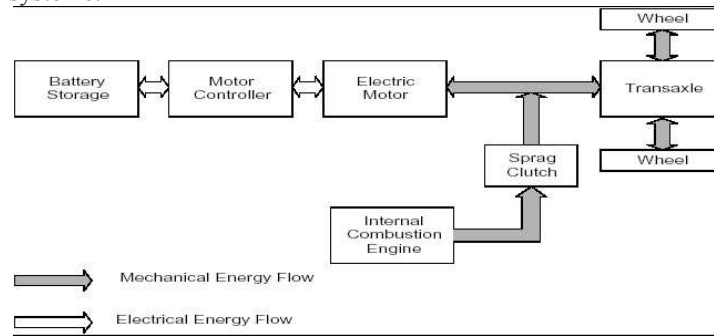 Wheel
Battery
Storage
Motor
Controller
Electric
Motor
Transaxle
Sprag
Clutch
Wheel
Internal
Combustion
Engine
Mechanical Energy Flow
Electrical Energy Flow